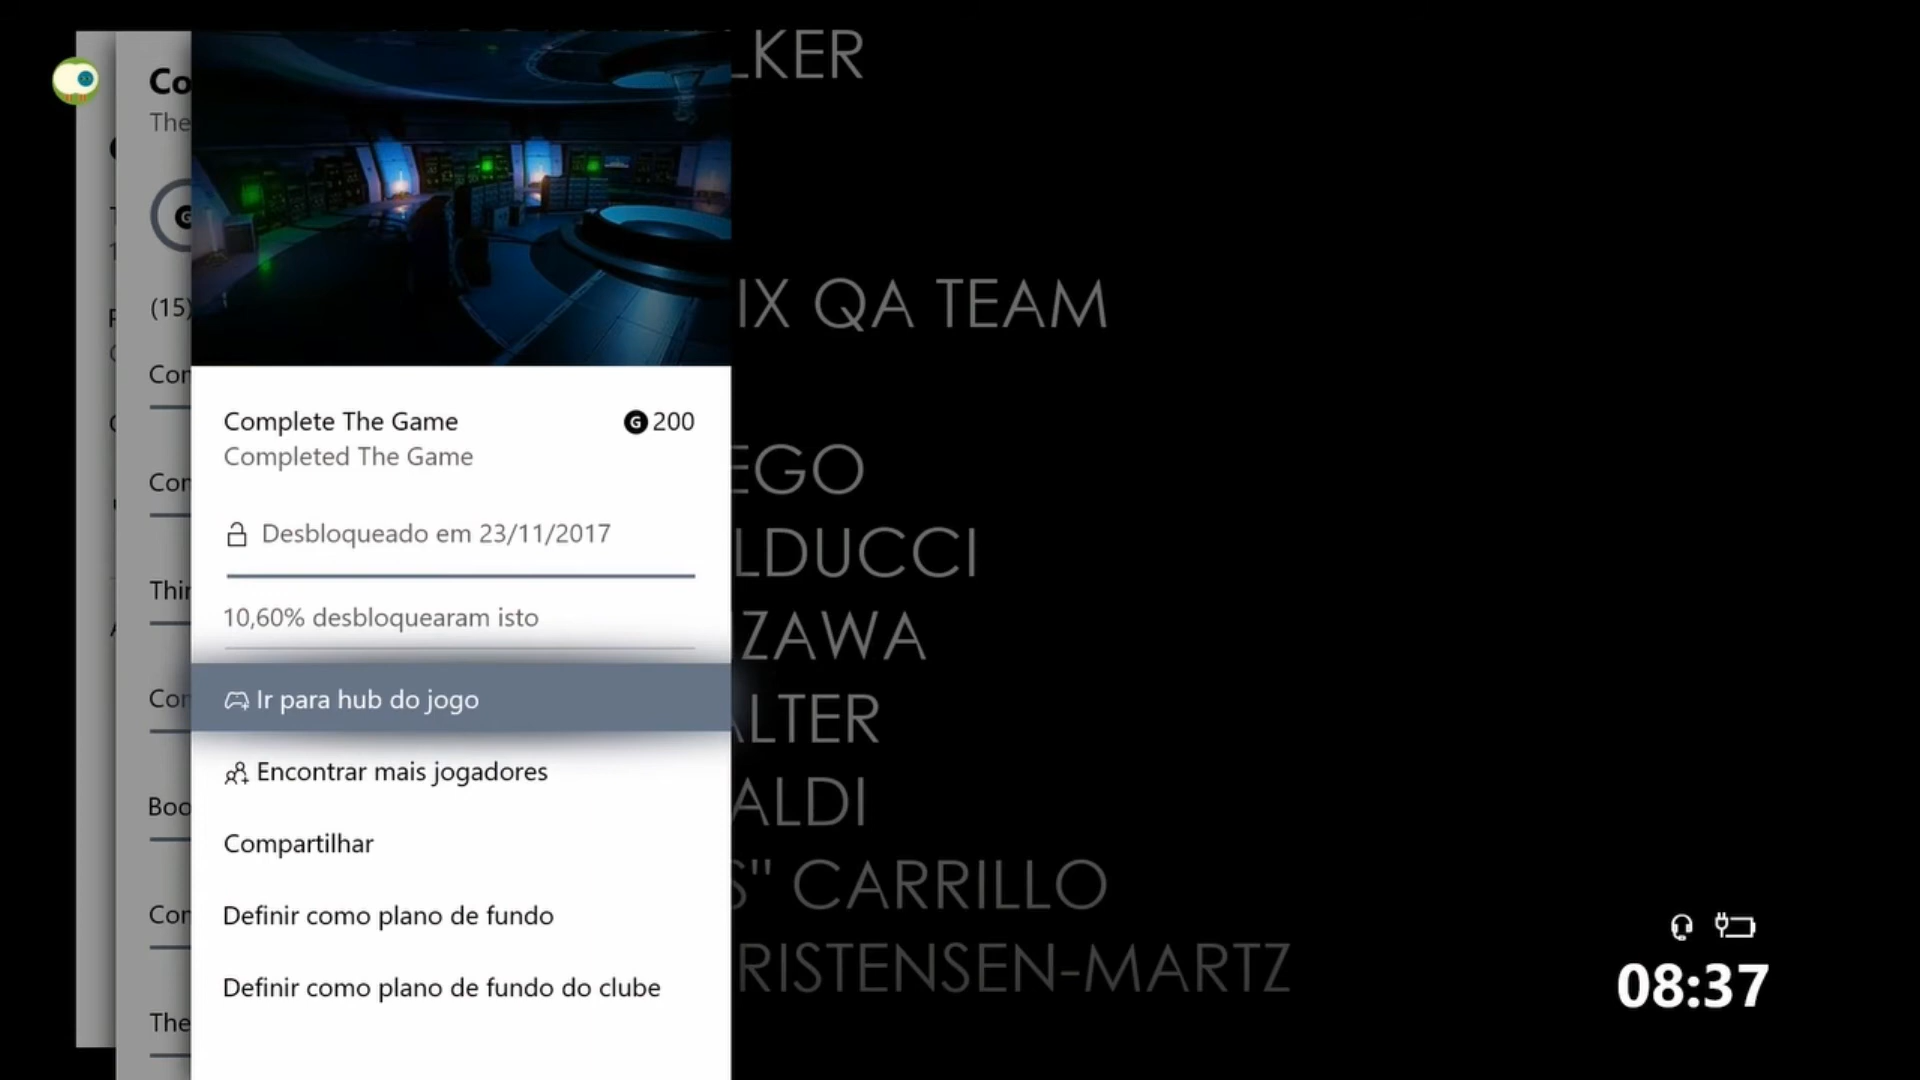 Co
The
G
(15)
Con
Con
Thin
Con
Boo
Con
The
Complete The Game
G 200
Completed The Game
Desbloqueado em 23/11/2017
10,60% desbloquearam isto
Ir para hub do jogo
Encontrar mais jogadores
Compartilhar
Definir como plano de fundo
Definir como plano de fundo do clube
LKER
IX QA TEAM
EGO
LDUCCI
IZAWA
ALTER
ALDI
S" CARRILLO
RISTENSEN-MARTZ
08:37